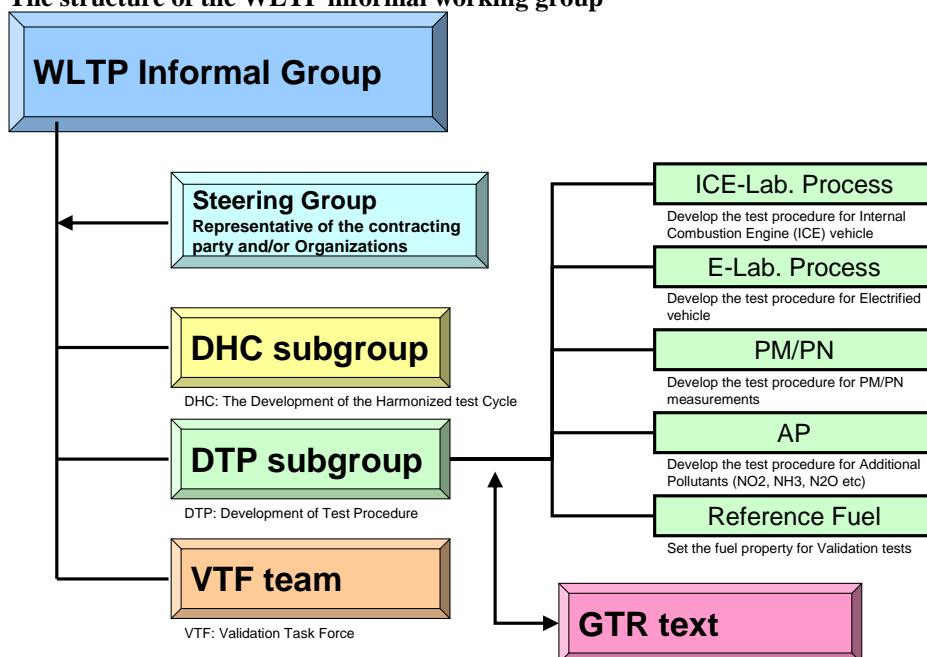 The structure of the WLTP informal working group
WLTP Informal Group
Steering Group
Representative of the contracting
party and/or Organizations
DHC subgroup
DHC: The Development of the Harmonized test Cycle
DTP subgroup
DTP: Development of Test Procedure
VTF team
VTF: Validation Task Force
ICE-Lab. Process
Develop the test procedure for Internal
Combustion Engine (ICE) vehicle
E-Lab. Process
Develop the test procedure for Electrified
vehicle
PM/PN
Develop the test procedure for PM/PN
measurements
AP
Develop the test procedure for Additional
Pollutants (NO2, NH3, N2O etc)
Reference Fuel
Set the fuel property for Validation tests
GTR text